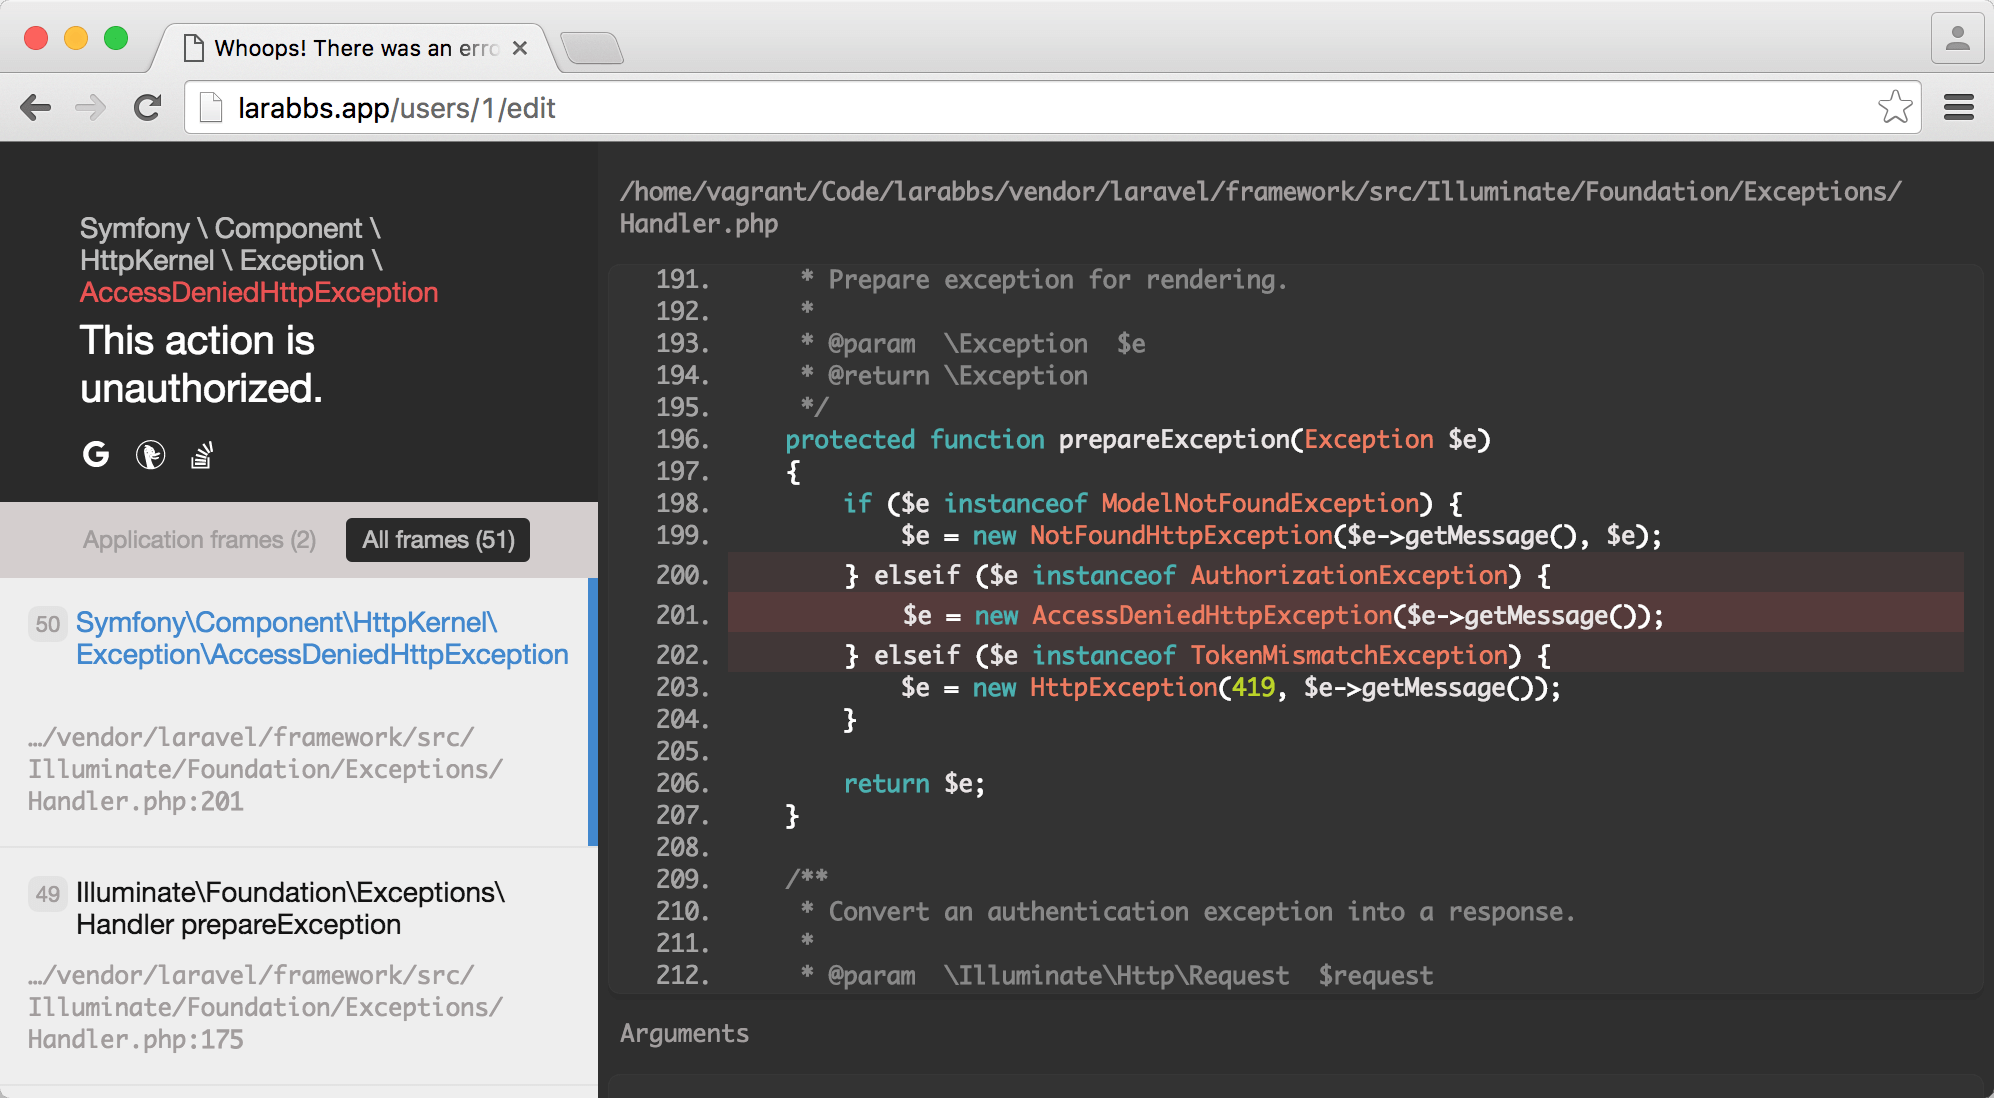 Whoops! There was an erro
larabbs.app/users/1/edit
Symfony \ Component \
HttpKernel \ Exception \
AccessDeniedHttpException
This action is
unauthorized.
Application frames (2)
All frames (51)
50 Symfony\Component\HttpKernel\
Exception\AccessDeniedHttpException
…/vendor/laravel/framework/src/
Illuminate/Foundation/Exceptions/
Handler.php:201
49 Illuminate\Foundation\Exceptions\
Handler prepareException
…/vendor/laravel/framework/src/
Illuminate/Foundation/Exceptions/
Handler.php:175
/home/vagrant/Code/larabbs/vendor/laravel/framework/src/Illuminate/Foundation/Exceptions/
Handler.php
191.      * Prepare exception for rendering.
192.      *
193.      * @param  \Exception  $e
194.      * @return \Exception
195.      */
196.     protected function prepareException(Exception $e)
197.     {
198.         if ($e instanceof ModelNotFoundException) {
199.             $e = new NotFoundHttpException($e->getMessage(), $e);
200.         } elseif ($e instanceof AuthorizationException) {
201.             $e = new AccessDeniedHttpException($e->getMessage());
202.         } elseif ($e instanceof TokenMismatchException) {
203.             $e = new HttpException(419, $e->getMessage());
204.         }
205.
206.         return $e;
207.     }
208.
209.     /**
210.      * Convert an authentication exception into a response.
211.      *
212.      * @param  \Illuminate\Http\Request  $request
Arguments